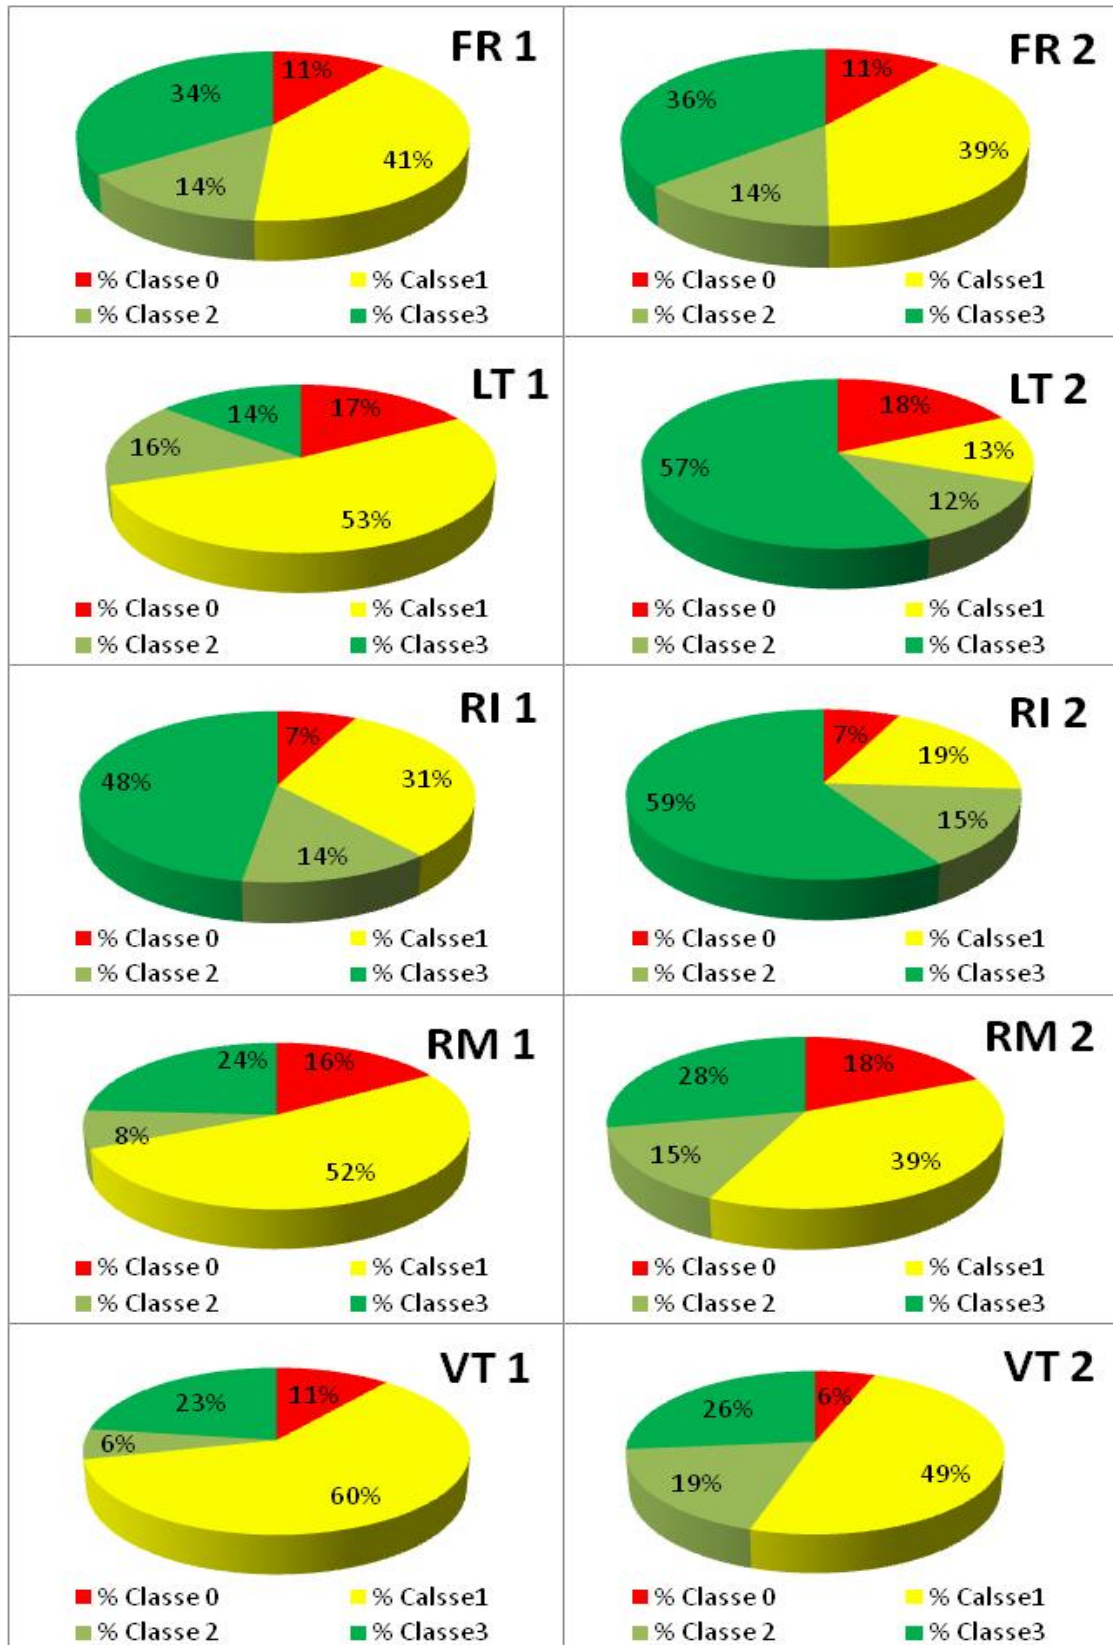 FR 1
11%
34%
41%
14%
% Classe 0 % Calsse1
% Classe 2 % Classe3
FR 2
11%
36%
39%
14%
% Classe 0 % Calsse1
% Classe 2 % Classe3
LT 1
14% 17%
16%
53%
% Classe 0 % Calsse1
% Classe 2 % Classe3
LT 2
18%
13%
57%
12%
% Classe 0 % Calsse1
% Classe 2 % Classe3
RI 1
7%
48% 31%
14%
% Classe 0 % Calsse1
% Classe 2 % Classe3
RI 2
7%
19%
59%
15%
% Classe 0 % Calsse1
% Classe 2 % Classe3
RM 1
24% 16%
8%
52%
% Classe 0 % Calsse1
% Classe 2 % Classe3
RM 2
28% 18%
15% 39%
% Classe 0 % Calsse1
% Classe 2 % Classe3
VT 1
23% 11%
6%
60%
% Classe 0 % Calsse1
% Classe 2 % Classe3
VT 2
6%
26%
19% 49%
% Classe 0 % Calsse1
% Classe 2 % Classe3